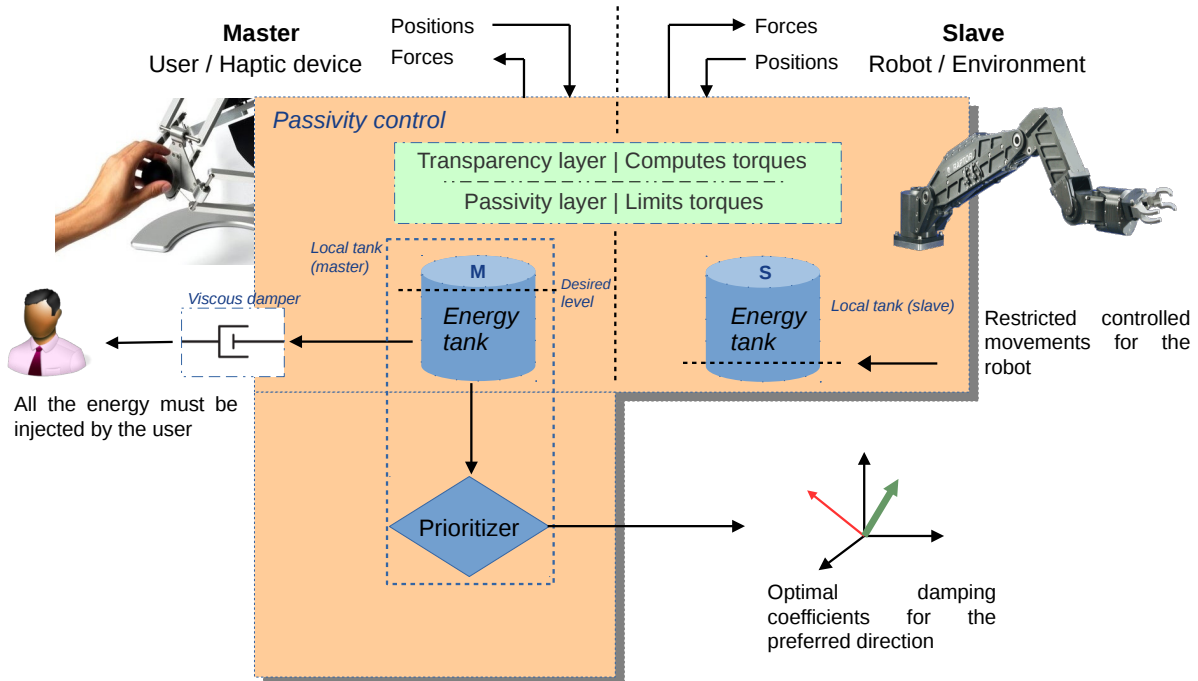 Positions
Forces
Forces
Positions
Master
User / Haptic device
Slave
Robot / Environment
Passivity control
Transparency layer | Computes torques
Passivity layer | Limits torques
Local tank
(master)
M
Energy
tank
Desired
level
S
Energy
tank
Local tank (slave)
Viscous damper
All the energy must be
injected by the user
Restricted controlled
movements for the
robot
Prioritizer
Optimal damping
coefficients for the
preferred direction